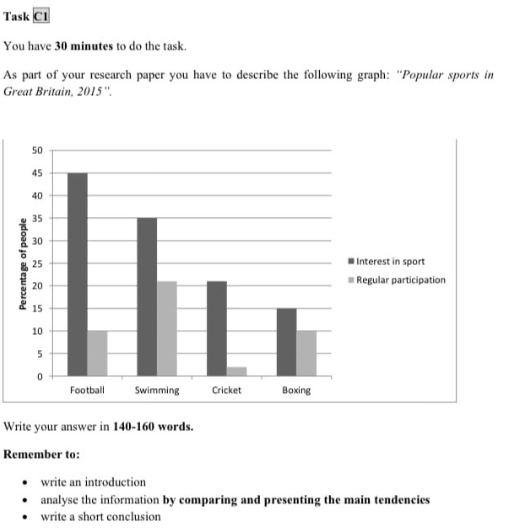 Task C1
You have 30 minutes to do the task.
As part of your research paper you have to describe the following graph: "Popular sports in
Great Britain, 2015".
50
45
40
35
30
25
20
15
10
5
0
Percentage of people
Football Swimming Cricket Boxing
Interest in sport
Regular participation
Write your answer in 140-160 words.
Remember to:
• write an introduction
• analyse the information by comparing and presenting the main tendencies
• write a short conclusion